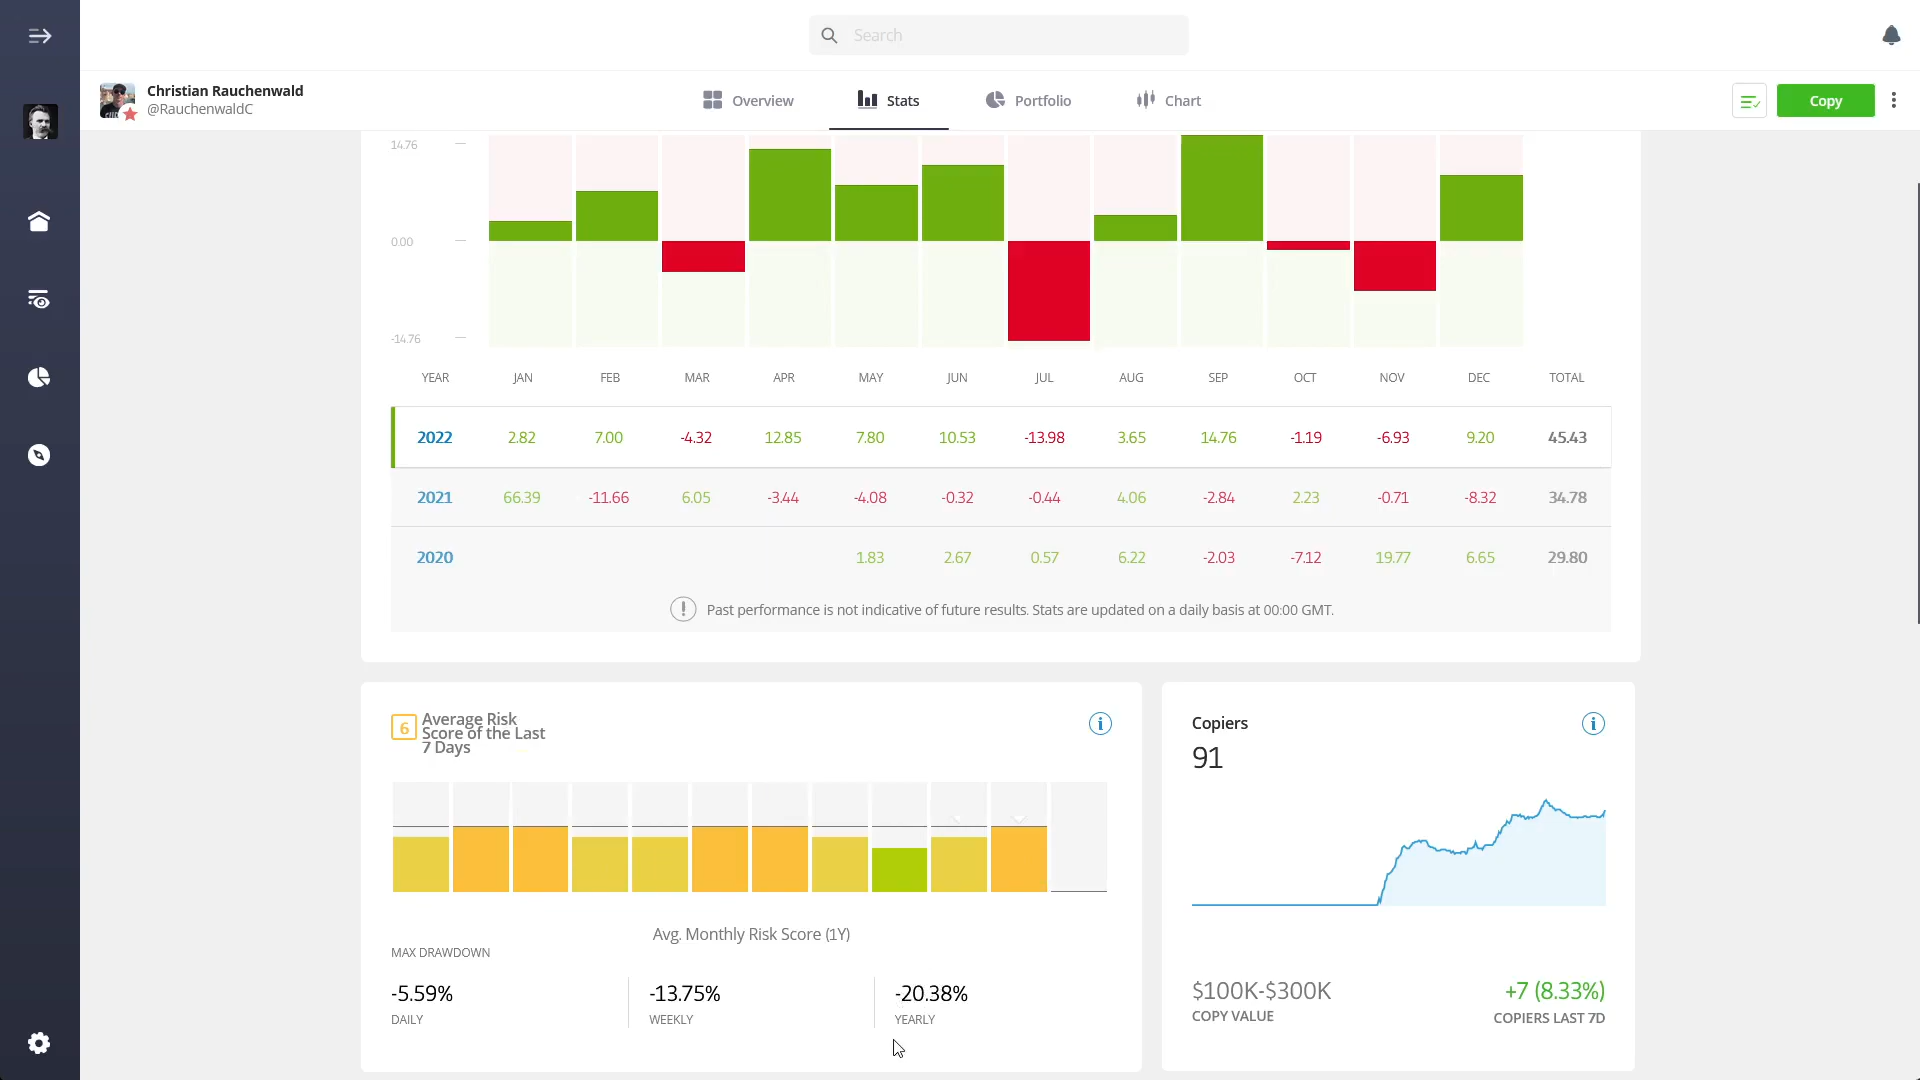 Search
Christian Rauchenwald
@RauchenwaldC
Overview
Stats
Portfolio
Chart
Copy
14.76
0.00
-14.76
YEAR JAN FEB MAR APR MAY JUN JUL AUG SEP OCT NOV DEC TOTAL
2022 2.82 7.00 -4.32 12.85 7.80 10.53 -13.98 3.65 14.76 -1.19 -6.93 9.20 45.43
2021 66.39 -11.66 6.05 -3.44 -4.08 -0.32 -0.44 4.06 -2.84 2.23 -0.71 -8.32 34.78
2020 1.83 2.67 0.57 6.22 -2.03 -7.12 19.77 6.65 29.80
Past performance is not indicative of future results. Stats are updated on a daily basis at 00:00 GMT.
6
Average Risk
Score of the Last
7 Days
Avg. Monthly Risk Score (1Y)
MAX DRAWDOWN
-5.59% -13.75% -20.38%
DAILY WEEKLY YEARLY
Copiers
91
$100K-$300K +7 (8.33%)
COPY VALUE COPIERS LAST 7D